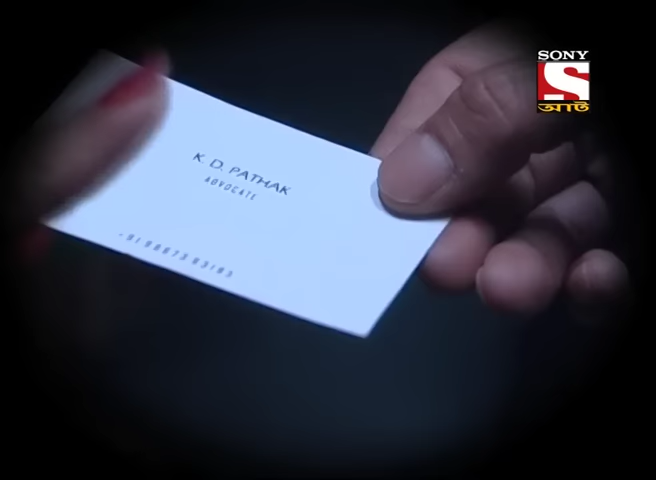 SONY
S
আট
K. D. PATHAK
ADVOCATE